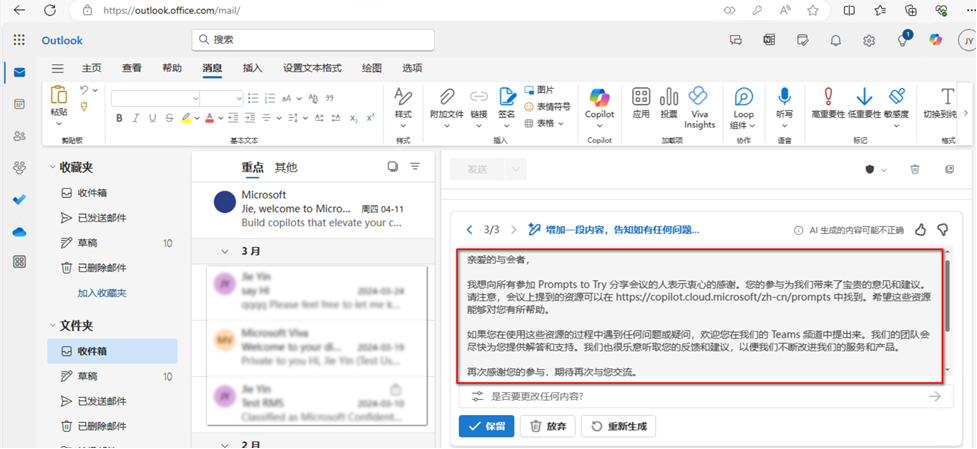 https://outlook.office.com/mail/
Outlook
搜索
1
JY
主页 查看 帮助 消息 插入 设置文本格式 绘图 选项
粘贴
剪贴板
B I U S
基本文本
样式
样式
附加文件 链接 签名
图片
表情符号
表格
插入
Copilot
Copilot
应用 投票 Viva
Insights
加载项
Loop
组件
协作
听写
语音
高重要性 低重要性 敏感度
标记
切换到纯
格式
收藏夹
收件箱
已发送邮件
草稿 10
已删除邮件
加入收藏夹
文件夹
收件箱
草稿 10
已发送邮件
已删除邮件
重点 其他
Microsoft
Jie, welcome to Micro... 周四 04-11
Build copilots that elevate your c...
3 月
JY
Jie Yin
say Hi 2024-03-24
qqqq Please feel free to let me k...
MV
Microsoft Viva
Welcome to your di... 2024-03-19
Private to you Hi, Jie Yin (Test Us...
JY
Jie Yin
Test RMS 2024-03-10
Classified as Microsoft Confident...
2 月
发送
3/3
增加一段内容，告知如有任何问题...
AI 生成的内容可能不正确
亲爱的与会者，
我想向所有参加 Prompts to Try 分享会议的人表示衷心的感谢。您的参与为我们带来了宝贵的意见和建议。
请注意，会议上提到的资源可以在 https://copilot.cloud.microsoft/zh-cn/prompts 中找到。希望这些资源
能够对您有所帮助。
如果您在使用这些资源的过程中遇到任何问题或疑问，欢迎您在我们的 Teams 频道中提出来。我们的团队会
尽快为您提供解答和支持。我们也很乐意听取您的反馈和建议，以便我们不断改进我们的服务和产品。
再次感谢您的参与，期待再次与您交流。
是否要更改任何内容?
保留
放弃
重新生成